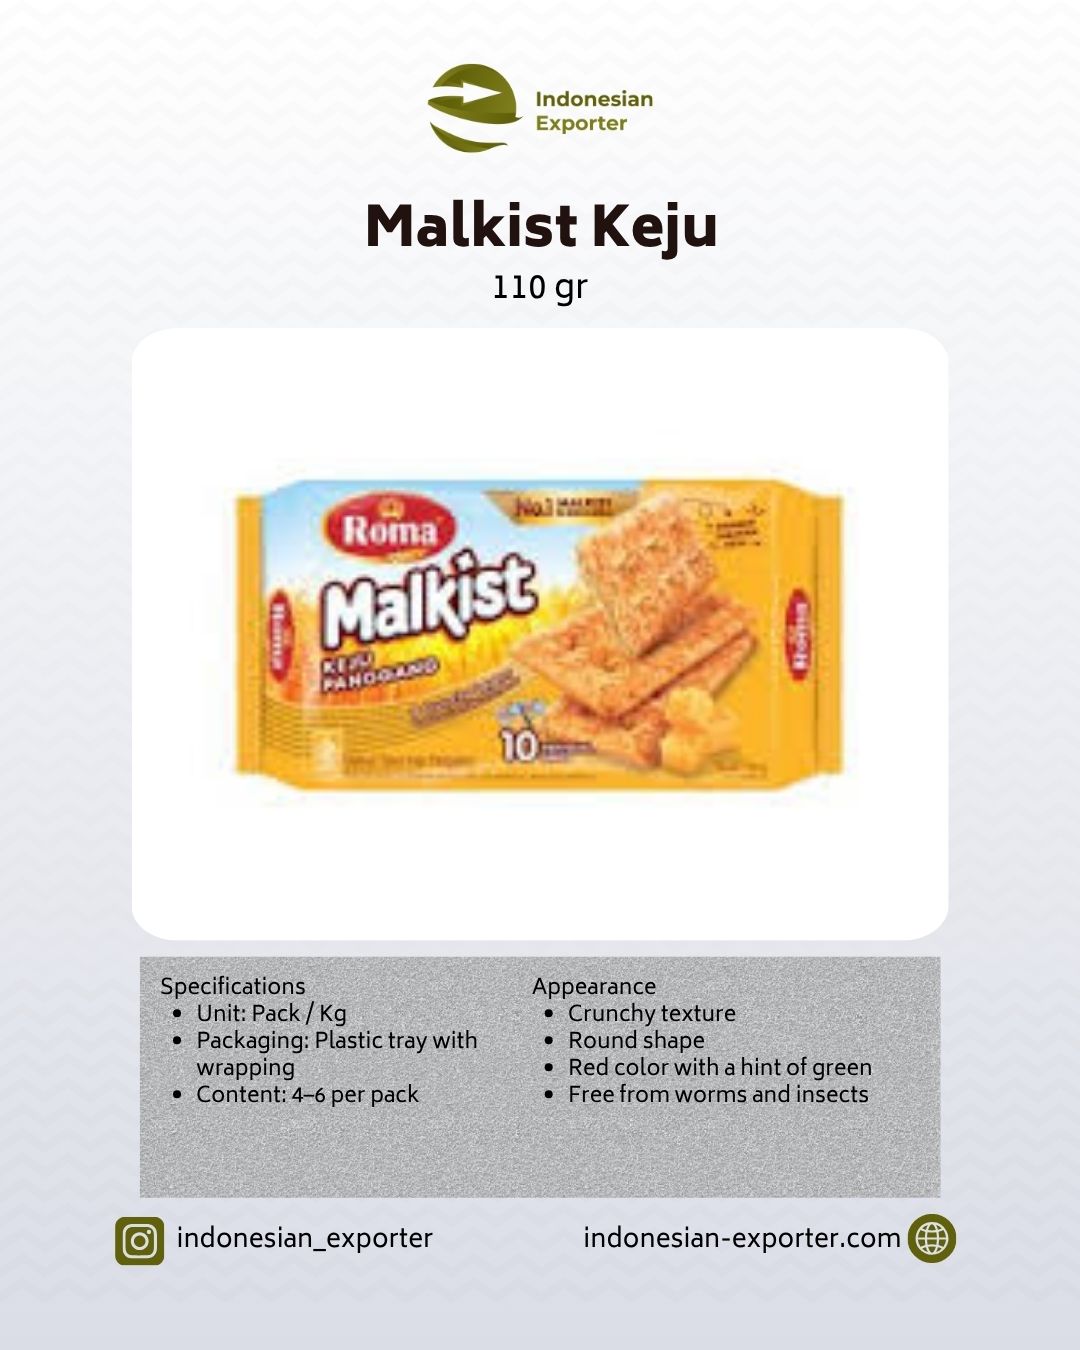 Indonesian
Exporter
Malkist Keju
110 gr
Roma
No.1
Malkist
KEJU
PANGGANG
Roma
Roma
10
Specifications
• Unit: Pack / Kg
• Packaging: Plastic tray with
wrapping
• Content: 4–6 per pack
Appearance
• Crunchy texture
• Round shape
• Red color with a hint of green
• Free from worms and insects
indonesian_exporter
indonesian-exporter.com